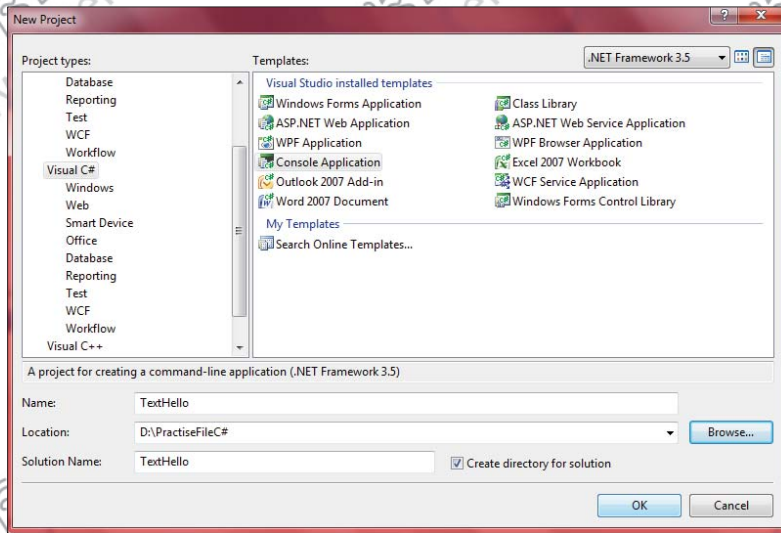 New Project
Project types:
Templates:
.NET Framework 3.5
Database
Reporting
Test
WCF
Workflow
Visual C#
Windows
Web
Smart Device
Office
Database
Reporting
Test
WCF
Workflow
Visual C++
Visual Studio installed templates
Windows Forms Application
Class Library
ASP.NET Web Application
ASP.NET Web Service Application
WPF Application
WPF Browser Application
Console Application
Excel 2007 Workbook
Outlook 2007 Add-in
WCF Service Application
Word 2007 Document
Windows Forms Control Library
My Templates
Search Online Templates...
A project for creating a command-line application (.NET Framework 3.5)
Name:
TextHello
Location:
D:\PractiseFileC#
Browse...
Solution Name:
TextHello
Create directory for solution
OK
Cancel